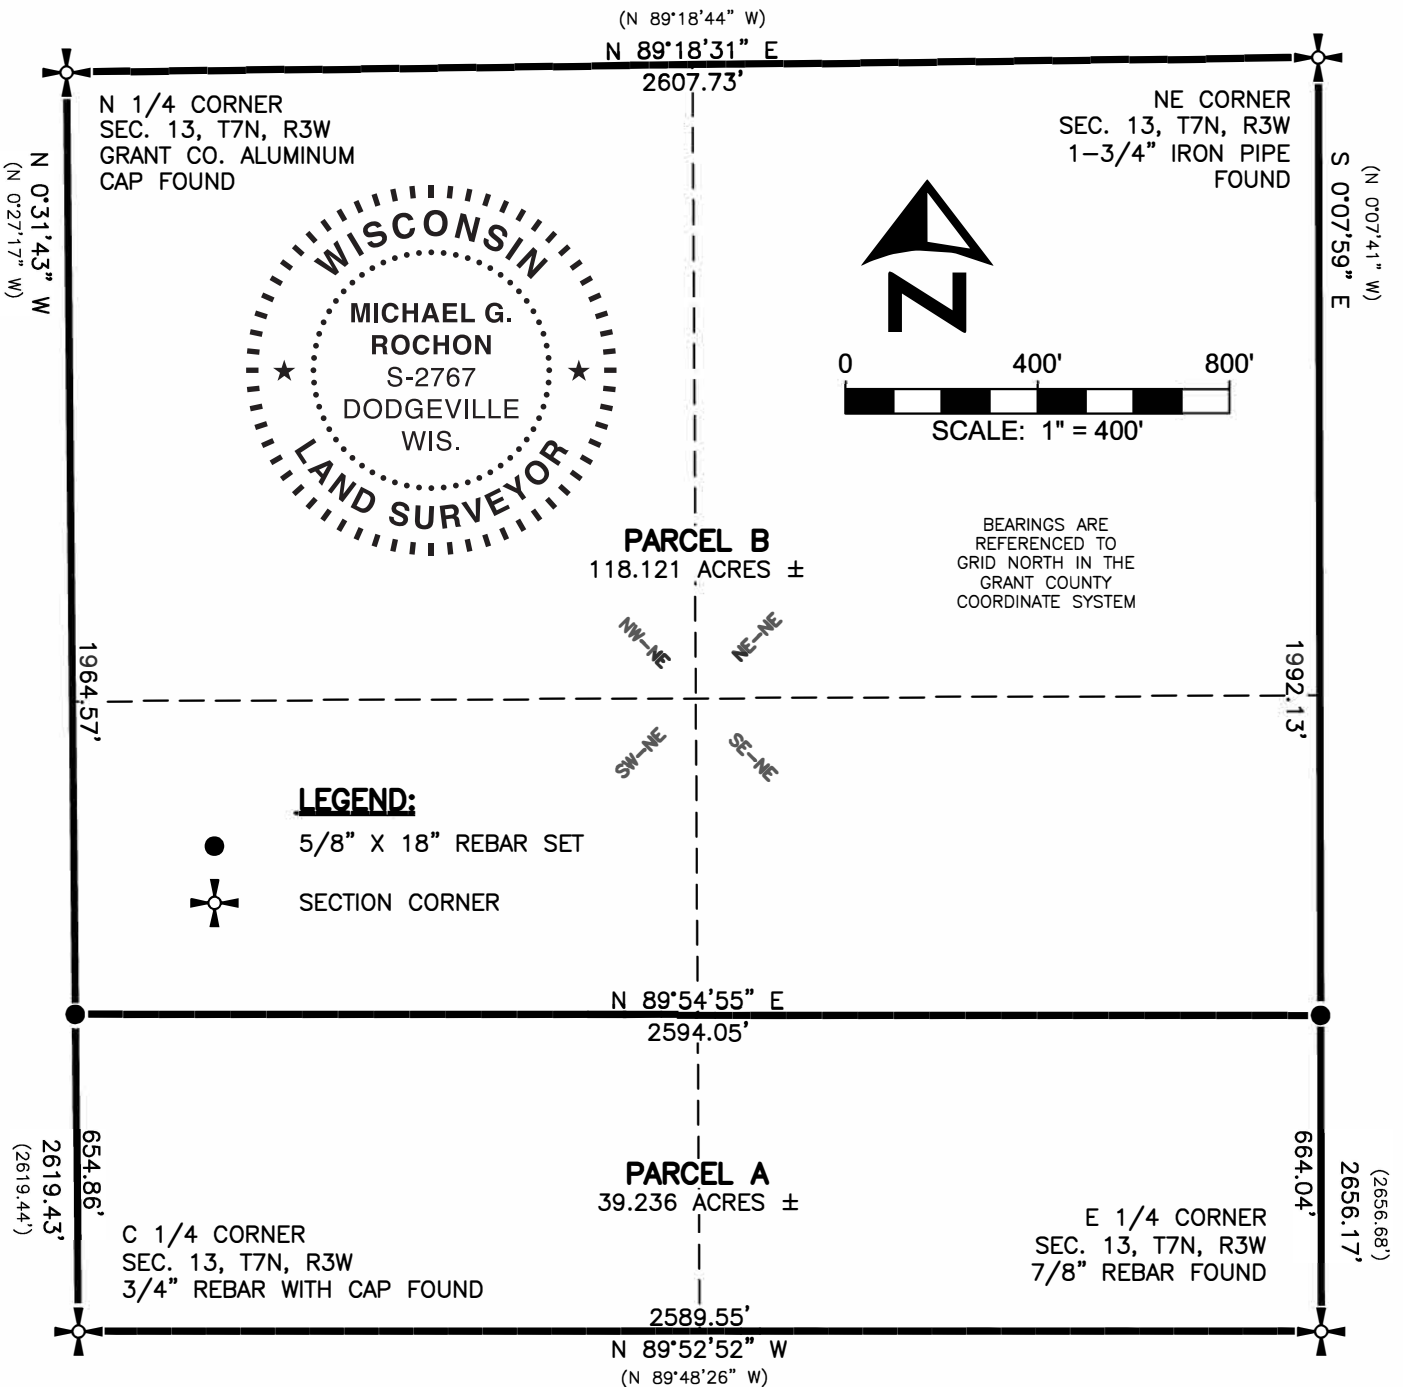 (N 89°18'44" W)
N 89°18'31" E
2607.73'
N 1/4 CORNER
SEC. 13, T7N, R3W
GRANT CO. ALUMINUM
CAP FOUND
NE CORNER
SEC. 13, T7N, R3W
1-3/4" IRON PIPE
FOUND
N 0°31'43" W
(N 0°27'17" W)
S 0°07'59" E
(N 0°07'41" W)
WISCONSIN
MICHAEL G.
ROCHON
S-2767
DODGEVILLE
WIS.
LAND SURVEYOR
N
0 400' 800'
SCALE: 1" = 400'
BEARINGS ARE
REFERENCED TO
GRID NORTH IN THE
GRANT COUNTY
COORDINATE SYSTEM
PARCEL B
118.121 ACRES ±
NW-NE
NE-NE
SW-NE
SE-NE
1964.57'
1992.13'
LEGEND:
5/8" X 18" REBAR SET
SECTION CORNER
N 89°54'55" E
2594.05'
654.86'
2619.43'
(2619.44')
664.04'
2656.17'
(2656.68')
PARCEL A
39.236 ACRES ±
C 1/4 CORNER
SEC. 13, T7N, R3W
3/4" REBAR WITH CAP FOUND
E 1/4 CORNER
SEC. 13, T7N, R3W
7/8" REBAR FOUND
2589.55'
N 89°52'52" W
(N 89°48'26" W)